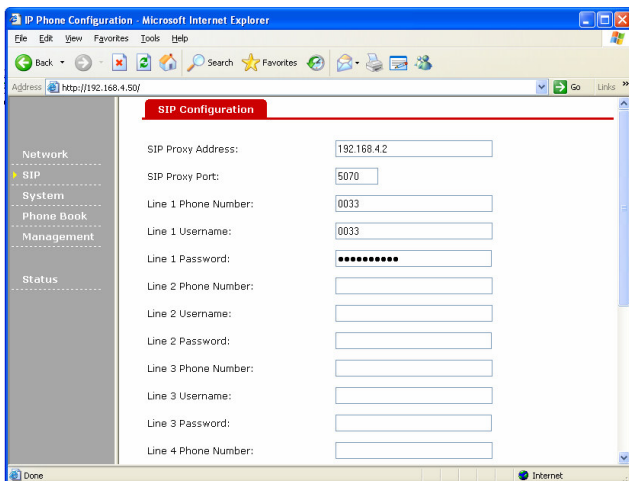 IP Phone Configuration - Microsoft Internet Explorer
File Edit View Favorites Tools Help
Back Search Favorites
Address http://192.168.4.50/ Go Links »
SIP Configuration
Network
SIP
System
Phone Book
Management
Status
SIP Proxy Address: 192.168.4.2
SIP Proxy Port: 5070
Line 1 Phone Number: 0033
Line 1 Username: 0033
Line 1 Password: ●●●●●●●●●●
Line 2 Phone Number:
Line 2 Username:
Line 2 Password:
Line 3 Phone Number:
Line 3 Username:
Line 3 Password:
Line 4 Phone Number:
Done Internet